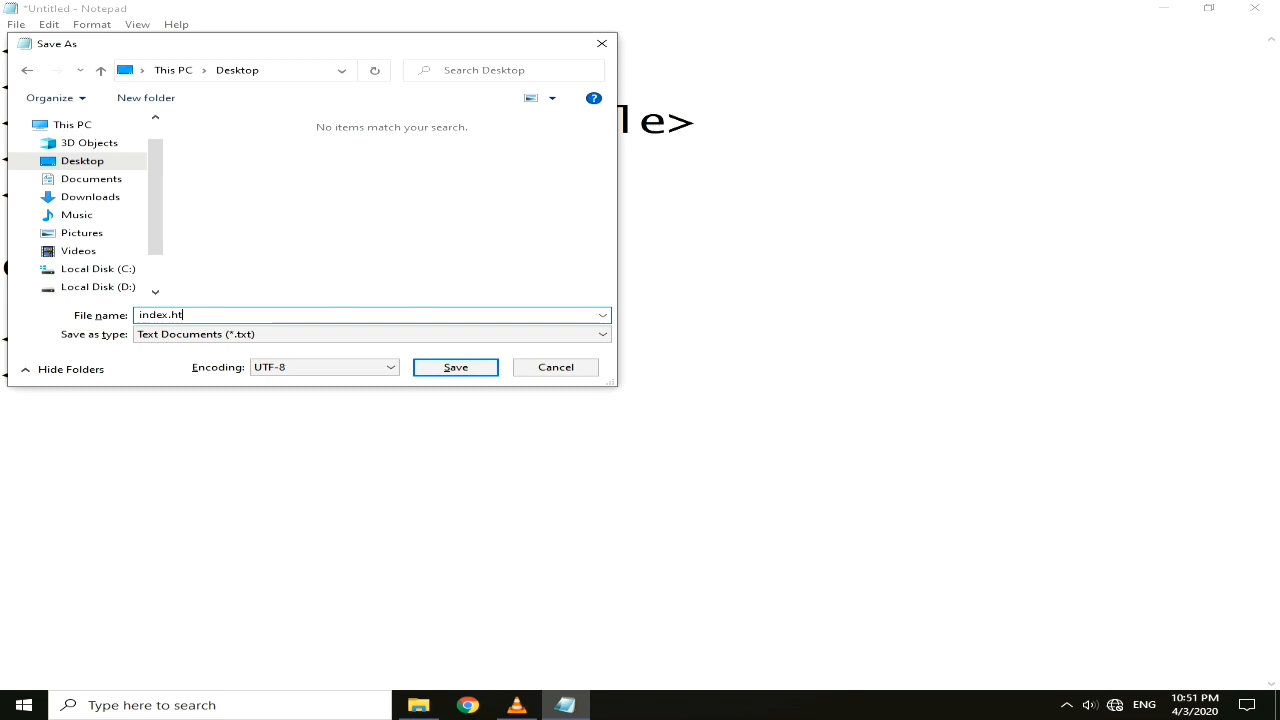 *Untitled - Notepad
File Edit Format View Help
Save As
This PC Desktop
Search Desktop
Organize New folder
le>
This PC
No items match your search.
3D Objects
Desktop
Documents
Downloads
Music
Pictures
Videos
Local Disk (C:)
Local Disk (D:)
File name: index.ht
Save as type: Text Documents (*.txt)
Hide Folders Encoding: UTF-8 Save Cancel
Type here to search
ENG
10:51 PM
4/3/2020